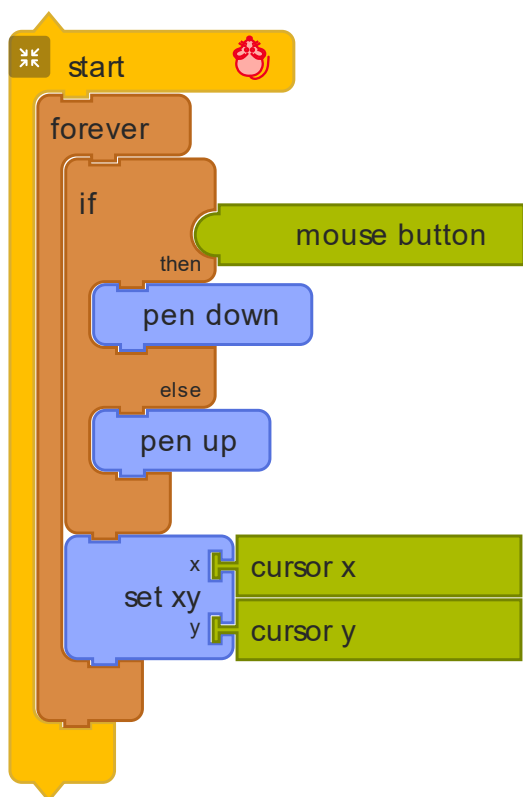 start
forever
if
mouse button
then
pen down
else
pen up
x
cursor x
set xy
y
cursor y